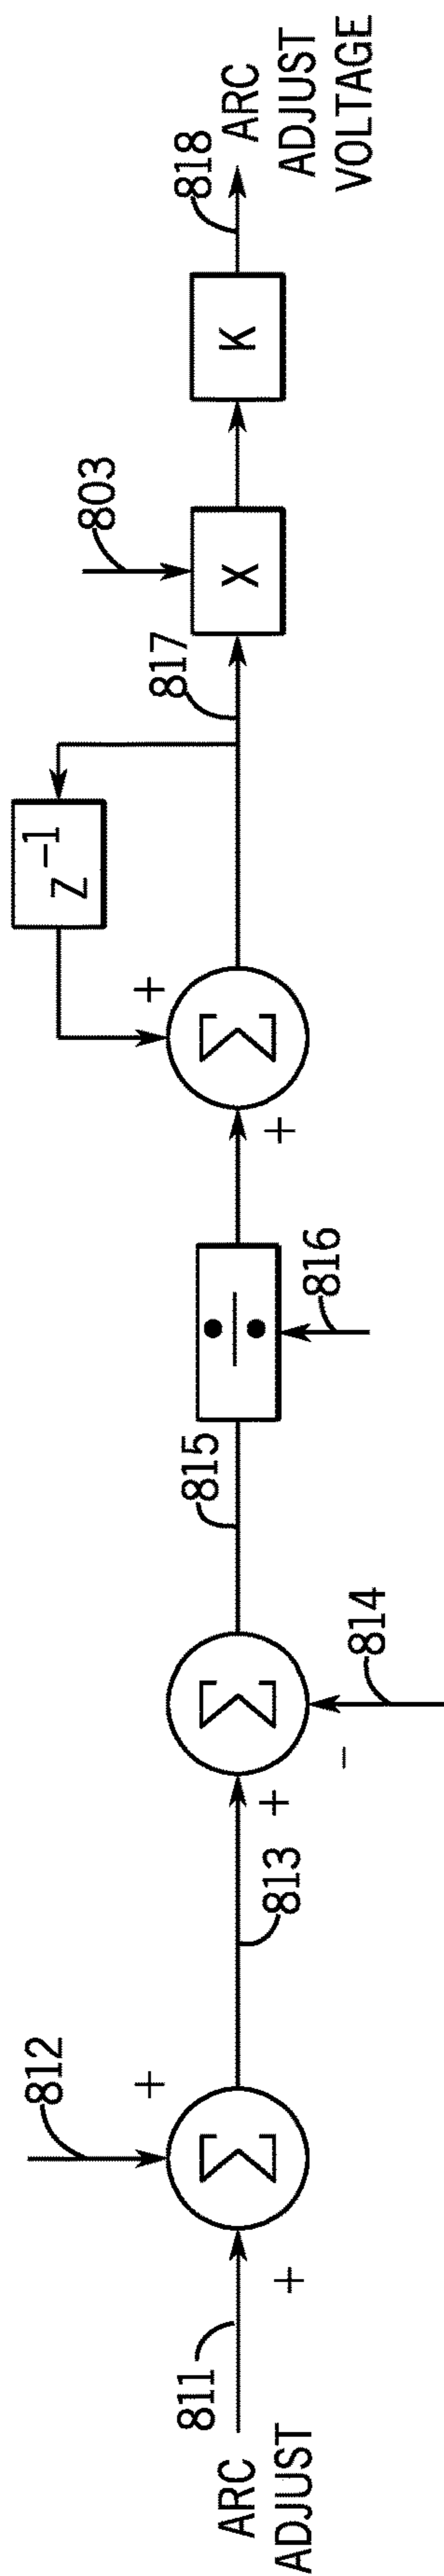 ARC
ADJUST
811
+
812
+
Σ
813
+
-
814
Σ
815
÷
816
+
+
Σ
z⁻¹
817
803
X
K
818
ARC
ADJUST
VOLTAGE